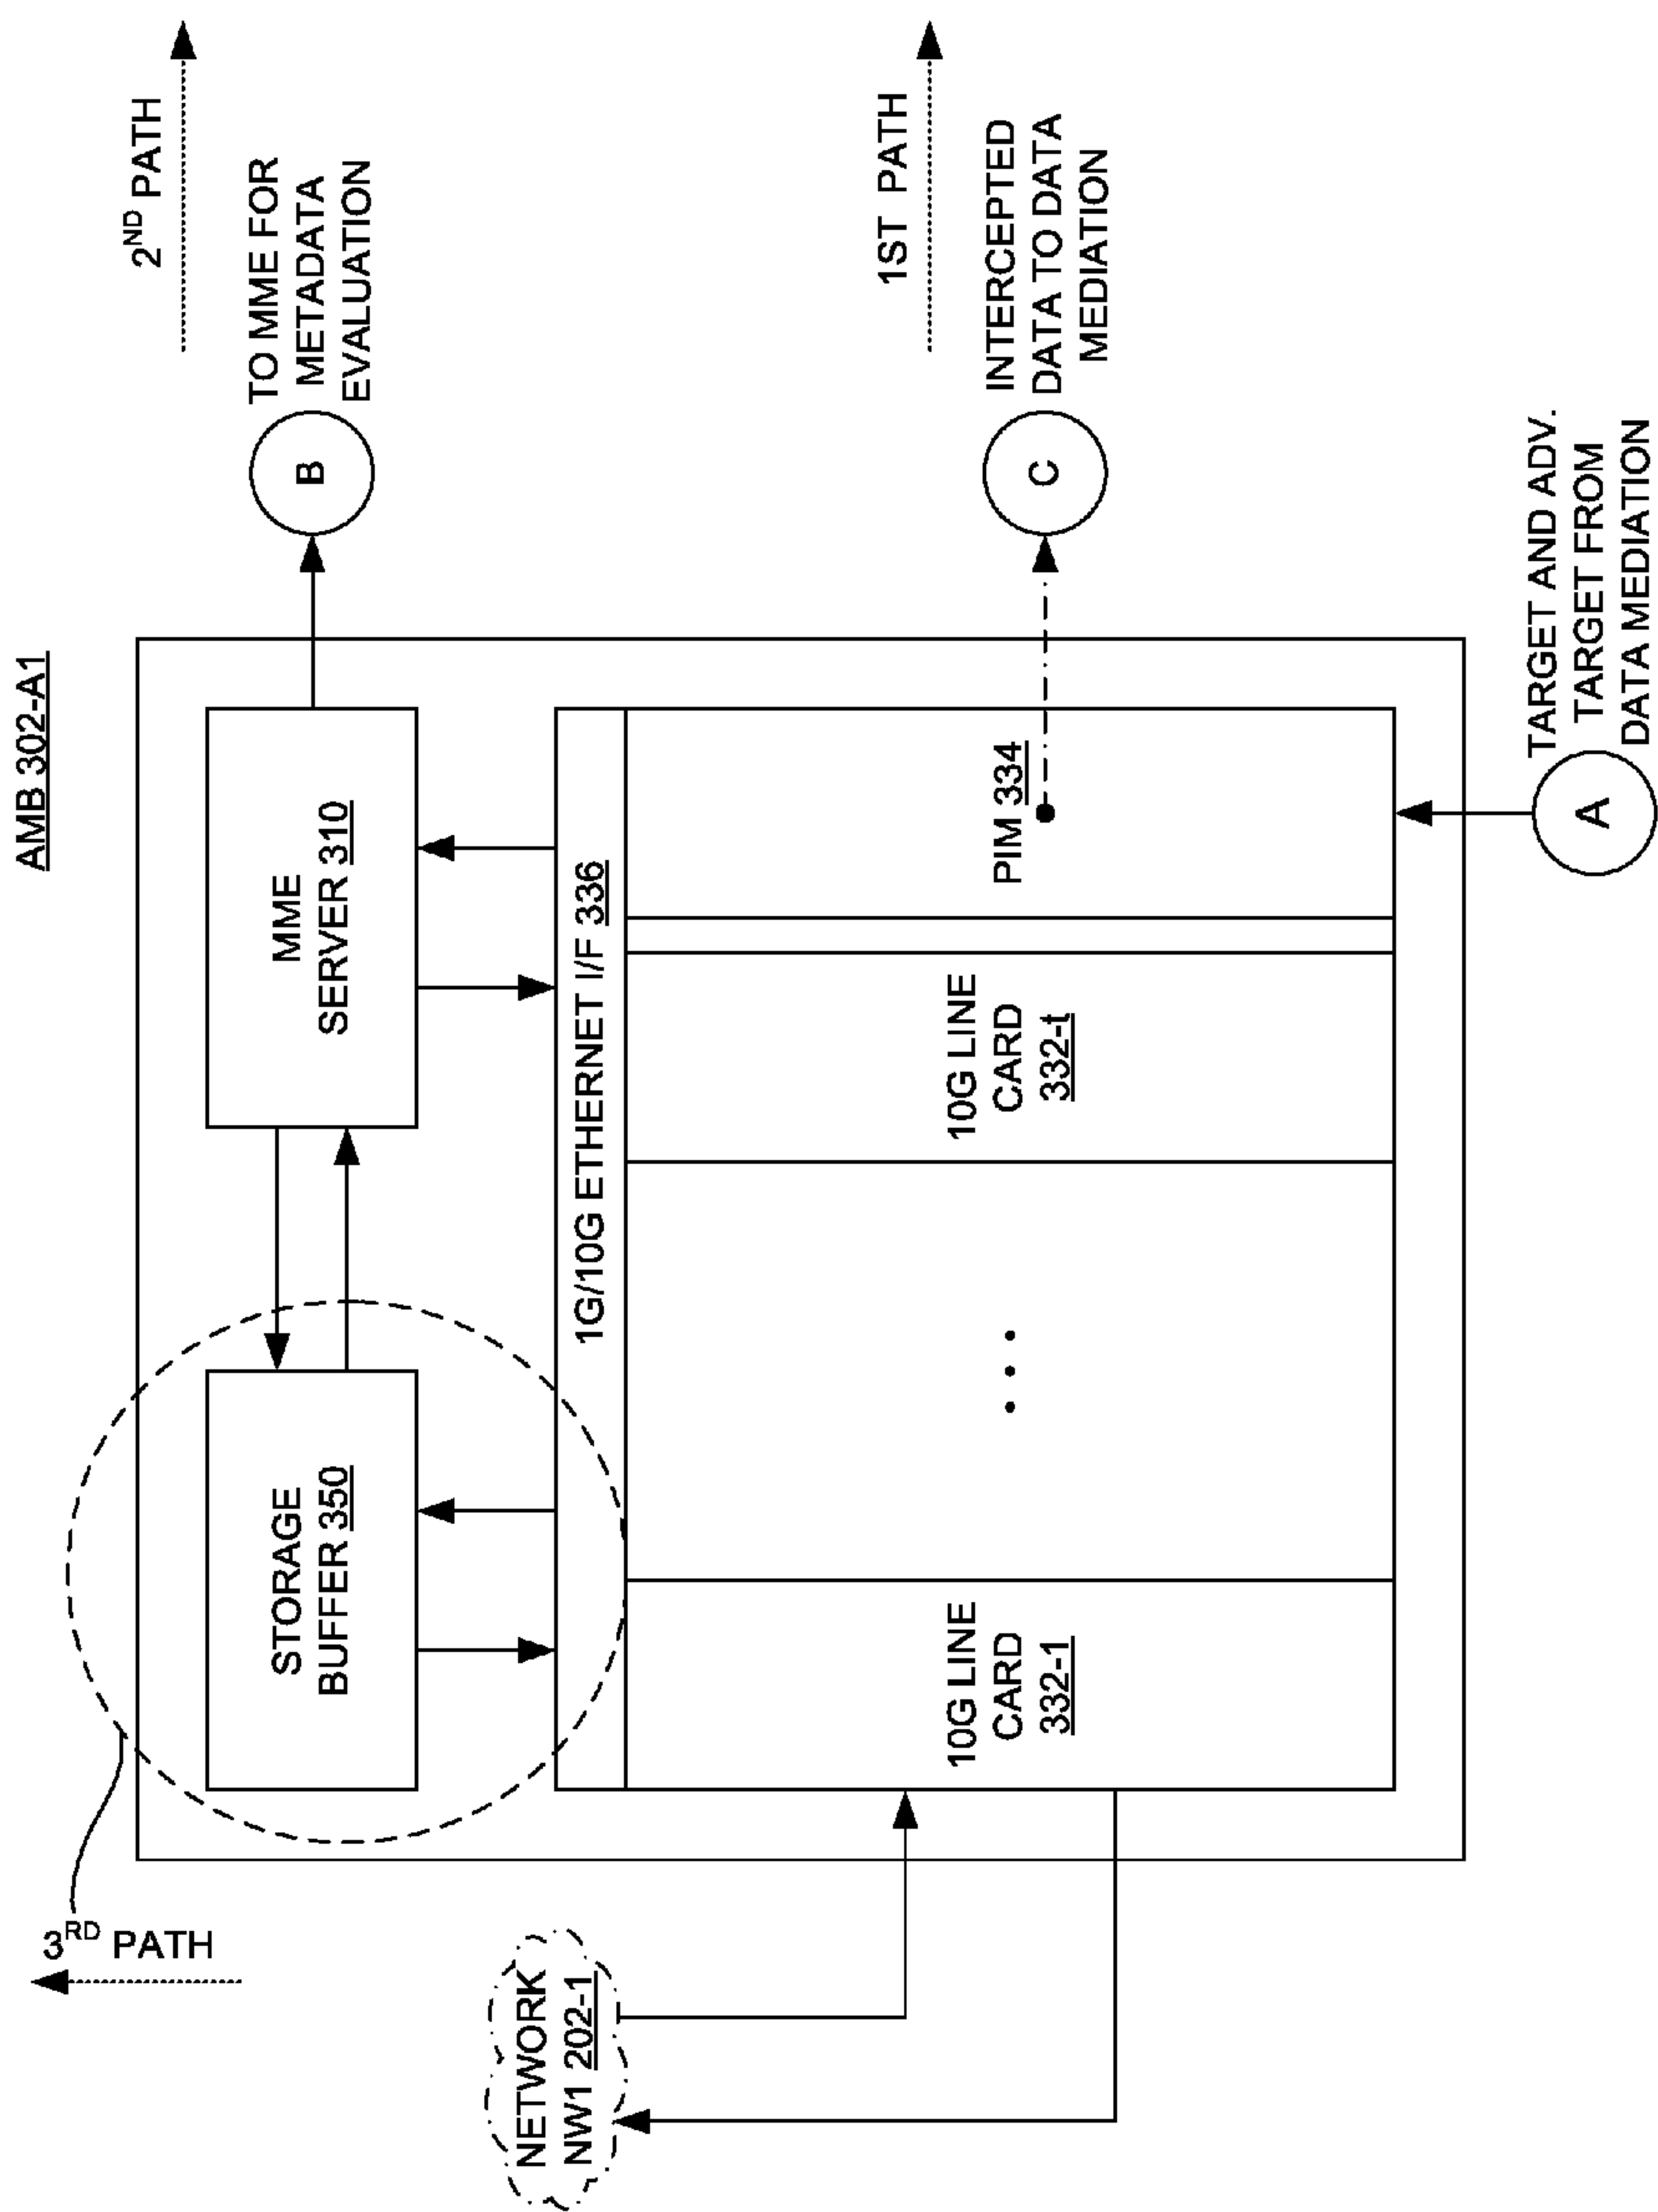 AMB 302-A1
3RD PATH
2ND PATH
STORAGE
BUFFER 350
MME
SERVER 310
TO MME FOR
METADATA
EVALUATION
B
1G/10G ETHERNET I/F 336
NETWORK
NW1 202-1
10G LINE
CARD
332-1
• • •
10G LINE
CARD
332-t
PIM 334
1ST PATH
C
INTERCEPTED
DATA TO DATA
MEDIATION
A
TARGET AND ADV.
TARGET FROM
DATA MEDIATION